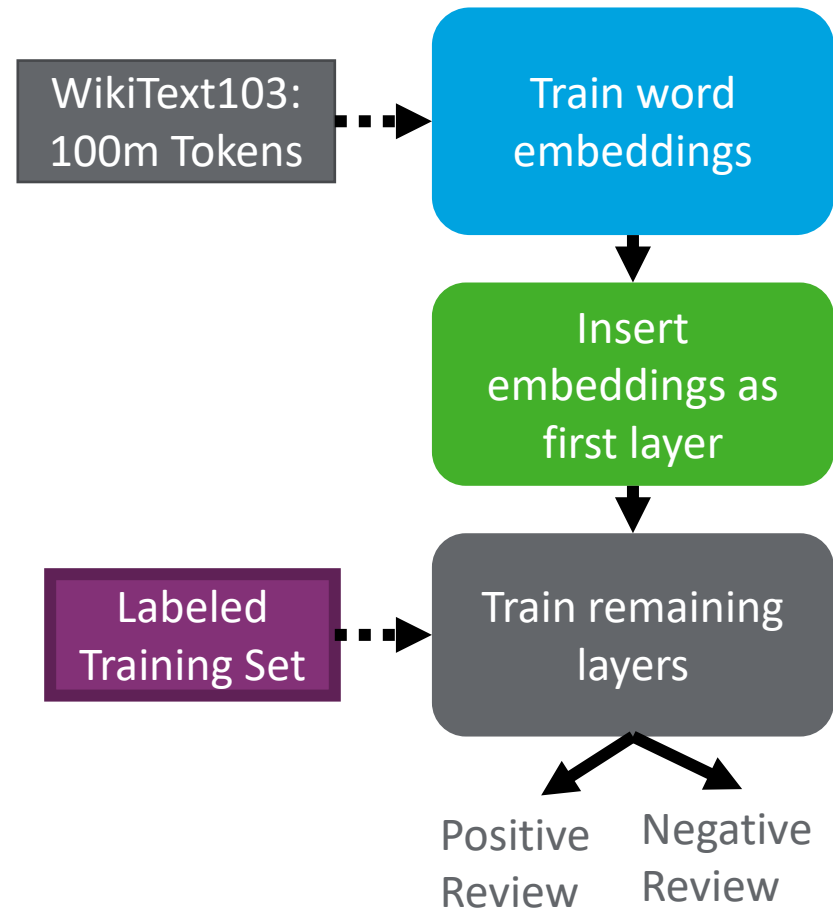 WikiText103:
100m Tokens
Train word
embeddings
Insert
embeddings as
first layer
Labeled
Training Set
Train remaining
layers
Positive
Review
Negative
Review